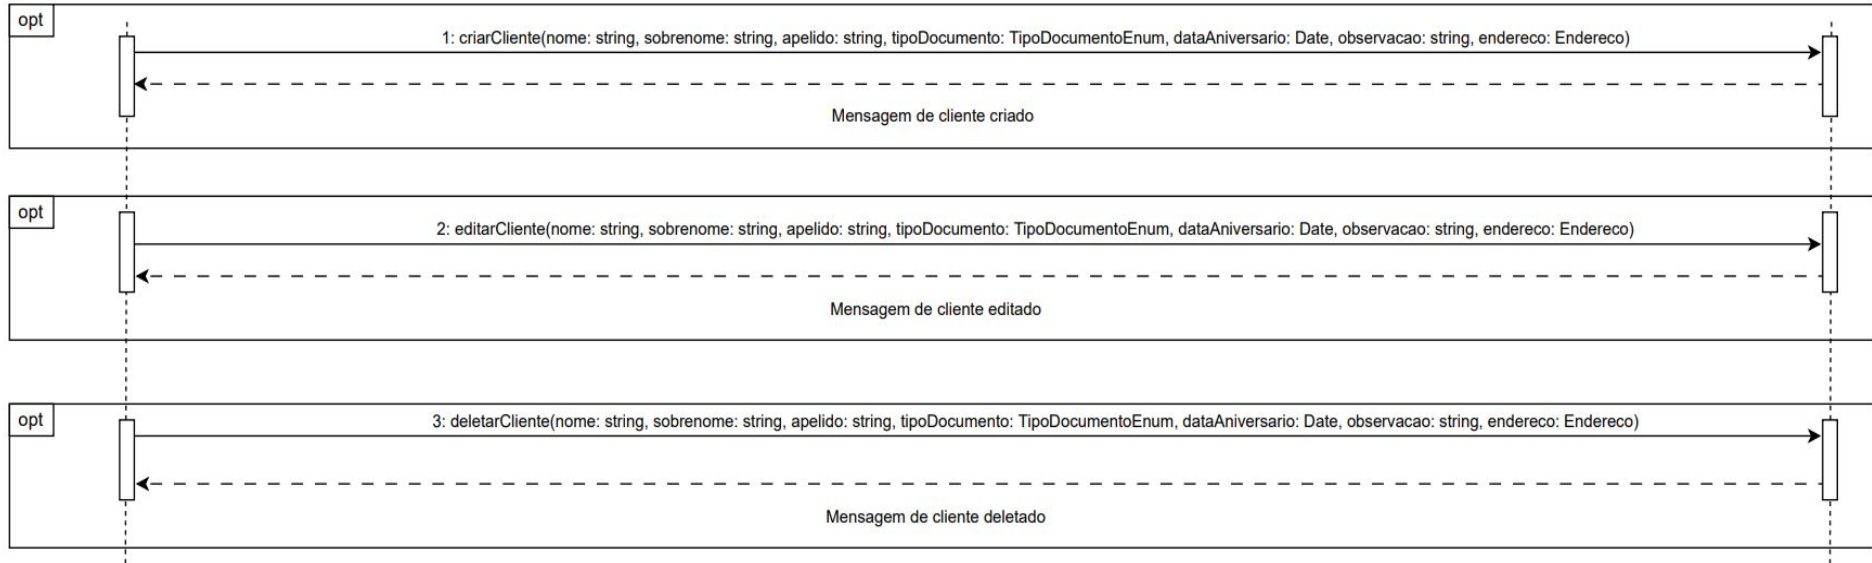 opt
1: criarCliente(nome: string, sobrenome: string, apelido: string, tipoDocumento: TipoDocumentoEnum, dataAniversario: Date, observacao: string, endereco: Endereco)
Mensagem de cliente criado
opt
2: editarCliente(nome: string, sobrenome: string, apelido: string, tipoDocumento: TipoDocumentoEnum, dataAniversario: Date, observacao: string, endereco: Endereco)
Mensagem de cliente editado
opt
3: deletarCliente(nome: string, sobrenome: string, apelido: string, tipoDocumento: TipoDocumentoEnum, dataAniversario: Date, observacao: string, endereco: Endereco)
Mensagem de cliente deletado